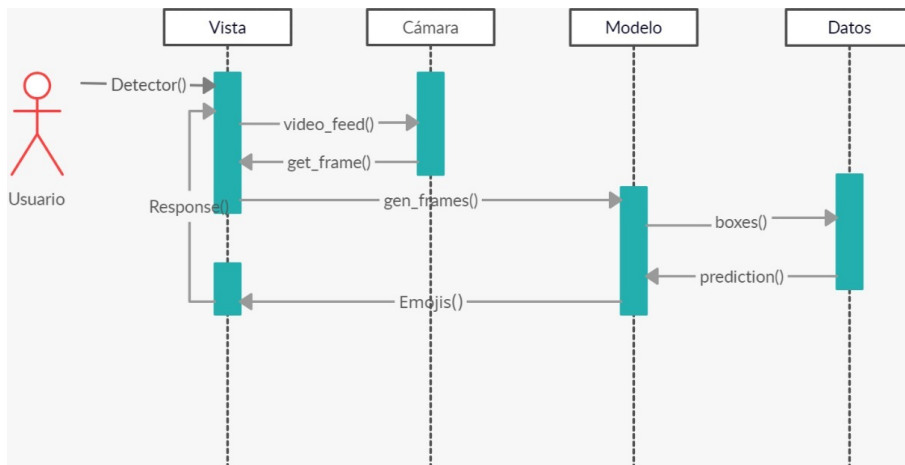 Vista
Cámara
Modelo
Datos
Detector()
video_feed()
get_frame()
Usuario
Response()
gen_frames()
boxes()
prediction()
Emojis()